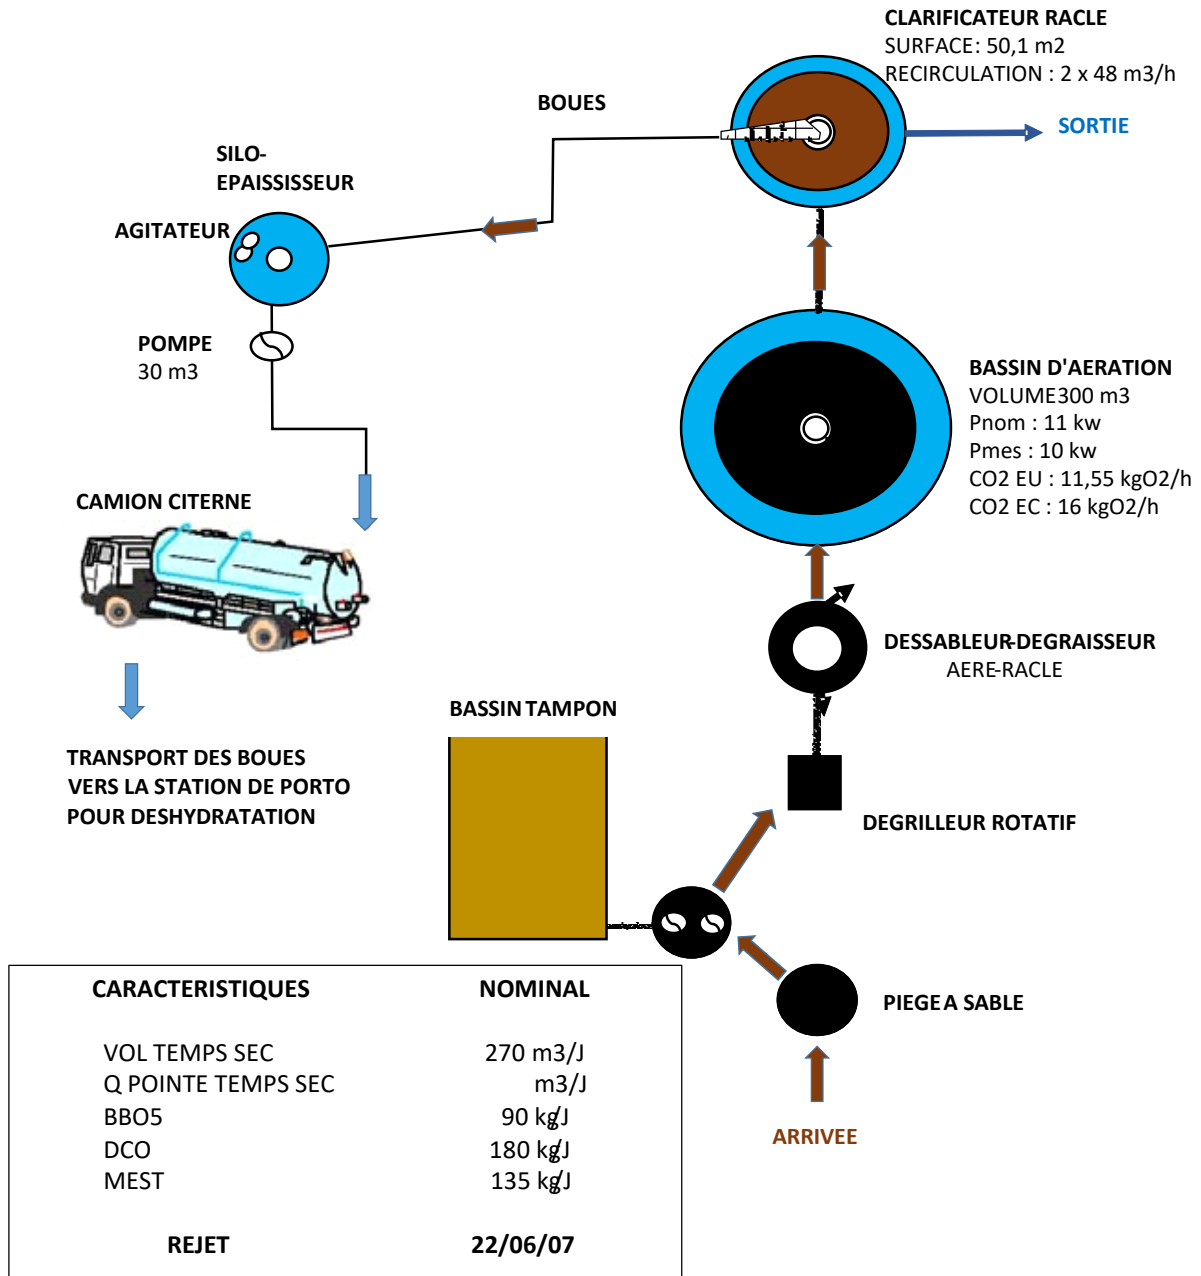 CLARIFICATEUR RACLE
SURFACE: 50,1 m2
RECIRCULATION : 2 x 48 m3/h
BOUES
SORTIE
SILO-
EPAISSISSEUR
AGITATEUR
POMPE
30 m3
BASSIN D'AERATION
VOLUME300 m3
Pnom : 11 kw
Pmes : 10 kw
CO2 EU : 11,55 kgO2/h
CO2 EC : 16 kgO2/h
CAMION CITERNE
DESSABLEUR-DEGRAISSEUR
AERE-RACLE
BASSIN TAMPON
TRANSPORT DES BOUES
VERS LA STATION DE PORTO
POUR DESHYDRATATION
DEGRILLEUR ROTATIF
PIEGE A SABLE
ARRIVEE
CARACTERISTIQUES NOMINAL
VOL TEMPS SEC 270 m3/J
Q POINTE TEMPS SEC m3/J
BBO5 90 kg/J
DCO 180 kg/J
MEST 135 kg/J
REJET 22/06/07